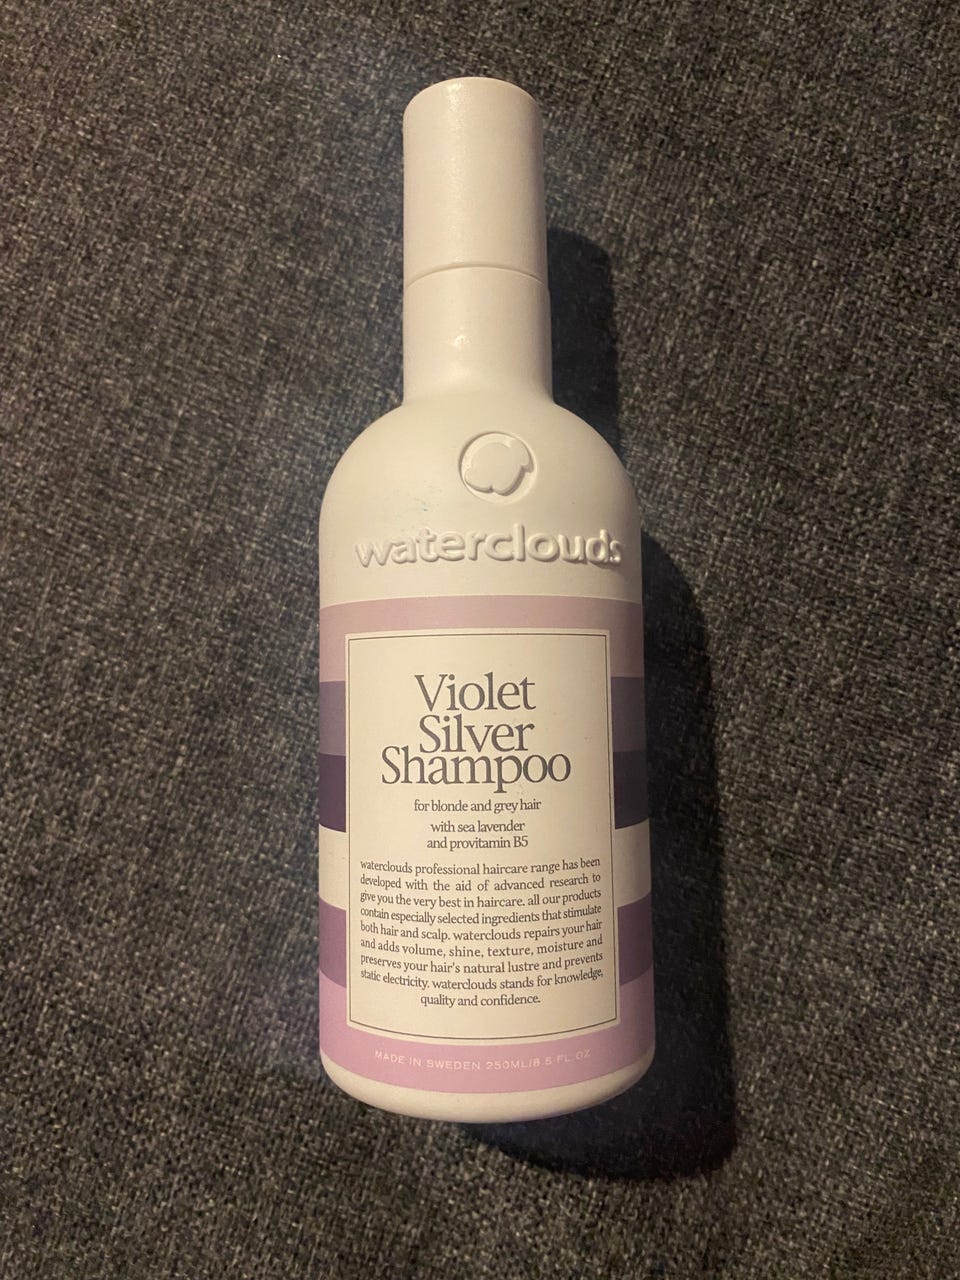 waterclouds
Violet
Silver
Shampoo
for blonde and grey hair
with sea lavender
and provitamin B5
waterclouds professional haircare range has been
developed with the aid of advanced research to
give you the very best in haircare. all our products
contain especially selected ingredients that stimulate
both hair and scalp. waterclouds repairs your hair
and adds volume, shine, texture, moisture and
preserves your hair's natural lustre and prevents
static electricity. waterclouds stands for knowledge,
quality and confidence.
MADE IN SWEDEN 250ML/8.5 FL.OZ